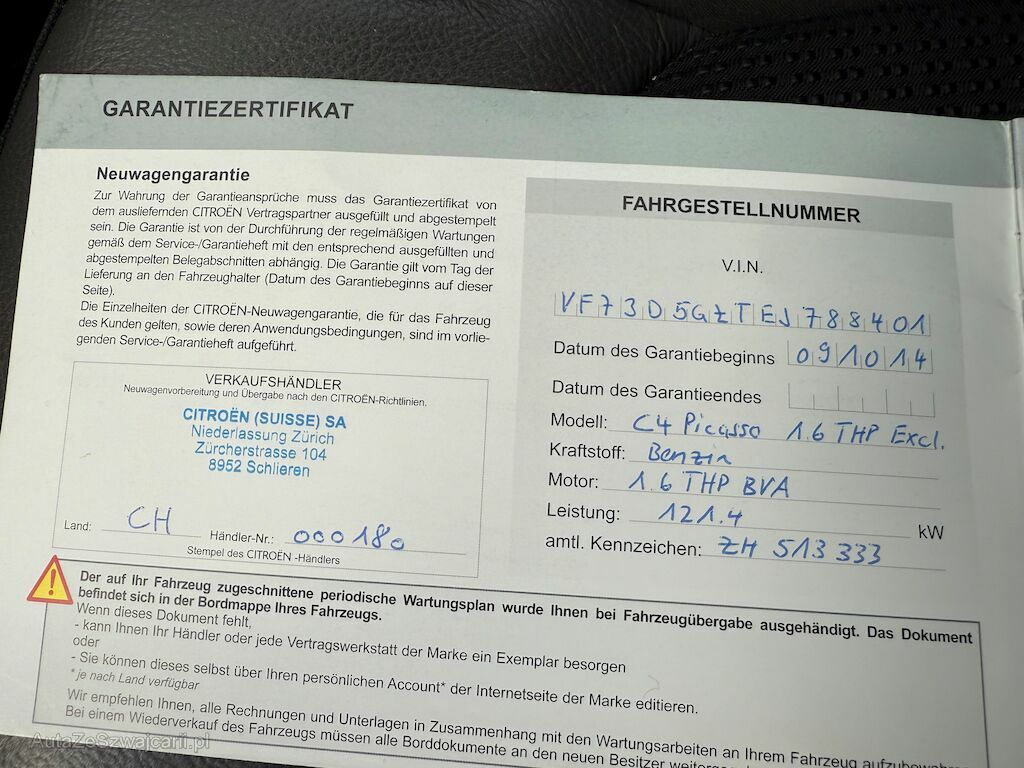 GARANTIEZERTIFIKAT
Neuwagengarantie
Zur Wahrung der Garantieansprüche muss das Garantiezertifikat von
dem ausliefernden CITROËN Vertragspartner ausgefüllt und abgestempelt
sein. Die Garantie ist von der Durchführung der regelmäßigen Wartungen
gemäß dem Service-/Garantieheft mit den entsprechend ausgefüllten und
abgestempelten Belegabschnitten abhängig. Die Garantie gilt vom Tag der
Lieferung an den Fahrzeughalter (Datum des Garantiebeginns auf dieser
Seite).
Die Einzelheiten der CITROËN-Neuwagengarantie, die für das Fahrzeug
des Kunden gelten, sowie deren Anwendungsbedingungen, sind im vorlie-
genden Service-/Garantieheft aufgeführt.
VERKAUFSHÄNDLER
Neuwagenvorbereitung und Übergabe nach den CITROËN-Richtlinien.
CITROËN (SUISSE) SA
Niederlassung Zürich
Zürcherstrasse 104
8952 Schlieren
Land: CH Händler-Nr.: 000180
Stempel des CITROËN -Händlers
FAHRGESTELLNUMMER
V.I.N.
VF73D5GZTEJ788401
Datum des Garantiebeginns 091014
Datum des Garantieendes
Modell: C4 Picasso 1.6 THP Excl.
Kraftstoff: Benzin
Motor: 1.6 THP BVA
Leistung: 121.4 kW
amtl. Kennzeichen: ZH 513 333
Der auf Ihr Fahrzeug zugeschnittene periodische Wartungsplan wurde Ihnen bei Fahrzeugübergabe ausgehändigt. Das Dokument
befindet sich in der Bordmappe Ihres Fahrzeugs.
Wenn dieses Dokument fehlt,
- kann Ihnen Ihr Händler oder jede Vertragswerkstatt der Marke ein Exemplar besorgen
oder
- Sie können dieses selbst über Ihren persönlichen Account* der Internetseite der Marke editieren.
* je nach Land verfügbar
Wir empfehlen Ihnen, alle Rechnungen und Unterlagen in Zusammenhang mit den Wartungsarbeiten an Ihrem Fahrzeug
Bei einem Wiederverkauf des Fahrzeugs müssen alle Borddokumente an den neuen Besitzer
AutaZeSzwajcarii.pl